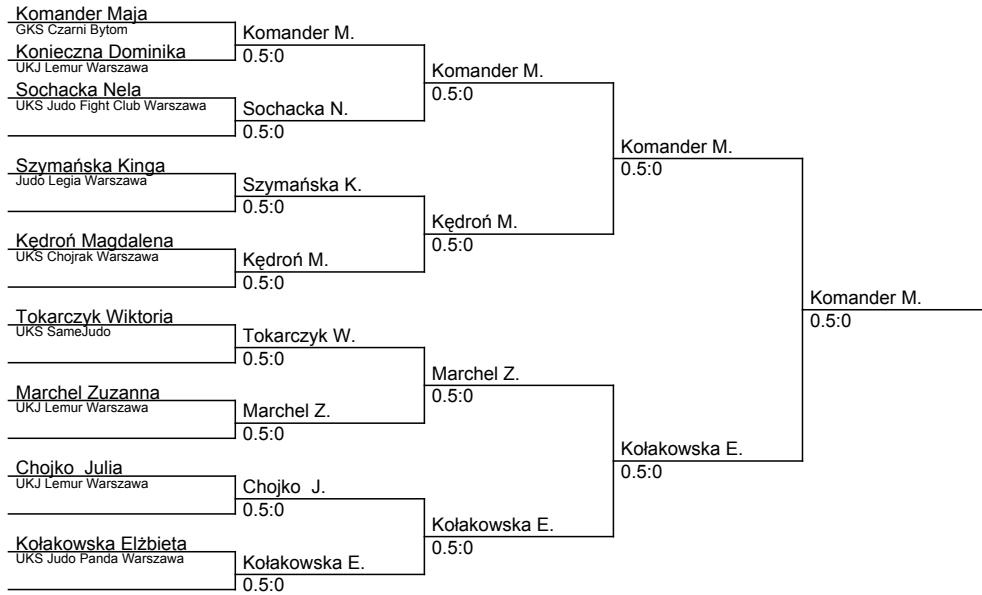 Komander Maja
GKS Czarni Bytom
Konieczna Dominika
UKJ Lemur Warszawa
Sochacka Nela
UKS Judo Fight Club Warszawa
Szymańska Kinga
Judo Legia Warszawa
Kędroń Magdalena
UKS Chojrak Warszawa
Tokarczyk Wiktoria
UKS SameJudo
Marchel Zuzanna
UKJ Lemur Warszawa
Chojko  Julia
UKJ Lemur Warszawa
Kołakowska Elżbieta
UKS Judo Panda Warszawa
Komander M.
0.5:0
Sochacka N.
0.5:0
Szymańska K.
0.5:0
Kędroń M.
0.5:0
Tokarczyk W.
0.5:0
Marchel Z.
0.5:0
Chojko  J.
0.5:0
Kołakowska E.
0.5:0
Komander M.
0.5:0
Kędroń M.
0.5:0
Marchel Z.
0.5:0
Kołakowska E.
0.5:0
Komander M.
0.5:0
Kołakowska E.
0.5:0
Komander M.
0.5:0